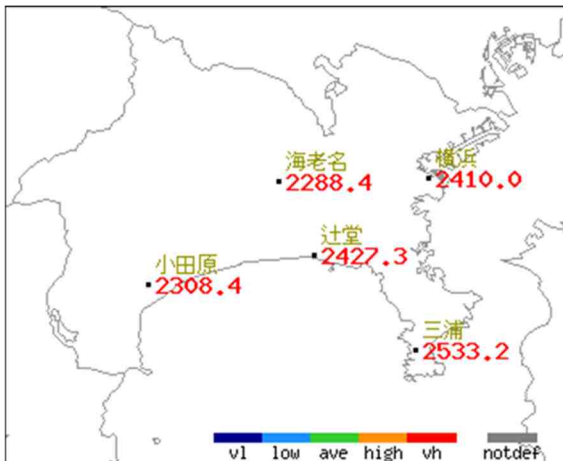 海老名
2288.4
横浜
2410.0
辻堂
2427.3
小田原
2308.4
三浦
2533.2
vl low ave high vh notdef